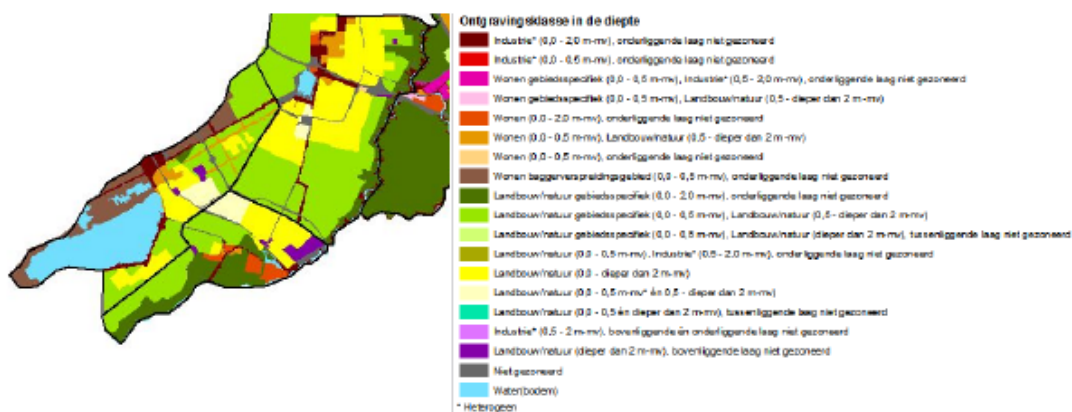 Ontgravingsklasse in de diepte
Industrie* (0,0 - 2,0 m-mv), onderliggende laag niet gezoneerd
Industrie* (0,0 - 0,5 m-mv), onderliggende laag niet gezoneerd
Wonen gebiedsspecifiek (0,0 - 0,5 m-mv), Industrie* (0,5 - 2,0 m-mv), onderliggende laag niet gezoneerd
Wonen gebiedsspecifiek (0,0 - 0,5 m-mv), Landbouw/natuur (0,5 - dieper dan 2 m-mv)
Wonen (0,0 - 2,0 m-mv), onderliggende laag niet gezoneerd
Wonen (0,0 - 0,5 m-mv), Landbouw/natuur (0,5 - dieper dan 2 m-mv)
Wonen (0,0 - 0,5 m-mv), onderliggende laag niet gezoneerd
Wonen baggerverspreidingsgebied (0,0 - 0,5 m-mv), onderliggende laag niet gezoneerd
Landbouw/natuur gebiedsspecifiek (0,0 - 2,0 m-mv), onderliggende laag niet gezoneerd
Landbouw/natuur gebiedsspecifiek (0,0 - 0,5 m-mv), Landbouw/natuur (0,5 - dieper dan 2 m-mv)
Landbouw/natuur gebiedsspecifiek (0,0 - 0,5 m-mv), Landbouw/natuur (dieper dan 2 m-mv), tussenliggende laag niet gezoneerd
Landbouw/natuur (0,0 - 0,5 m-mv), Industrie* (0,5 - 2,0 m-mv), onderliggende laag niet gezoneerd
Landbouw/natuur (0,0 - dieper dan 2 m-mv)
Landbouw/natuur (0,0 - 0,5 m-mv* én 0,5 - dieper dan 2 m-mv)
Landbouw/natuur (0,0 - 0,5 én dieper dan 2 m-mv), tussenliggende laag niet gezoneerd
Industrie* (0,5 - 2 m-mv), bovenliggende én onderliggende laag niet gezoneerd
Landbouw/natuur (dieper dan 2 m-mv), bovenliggende laag niet gezoneerd
Niet gezoneerd
Water(bodem)
* Heterogeen